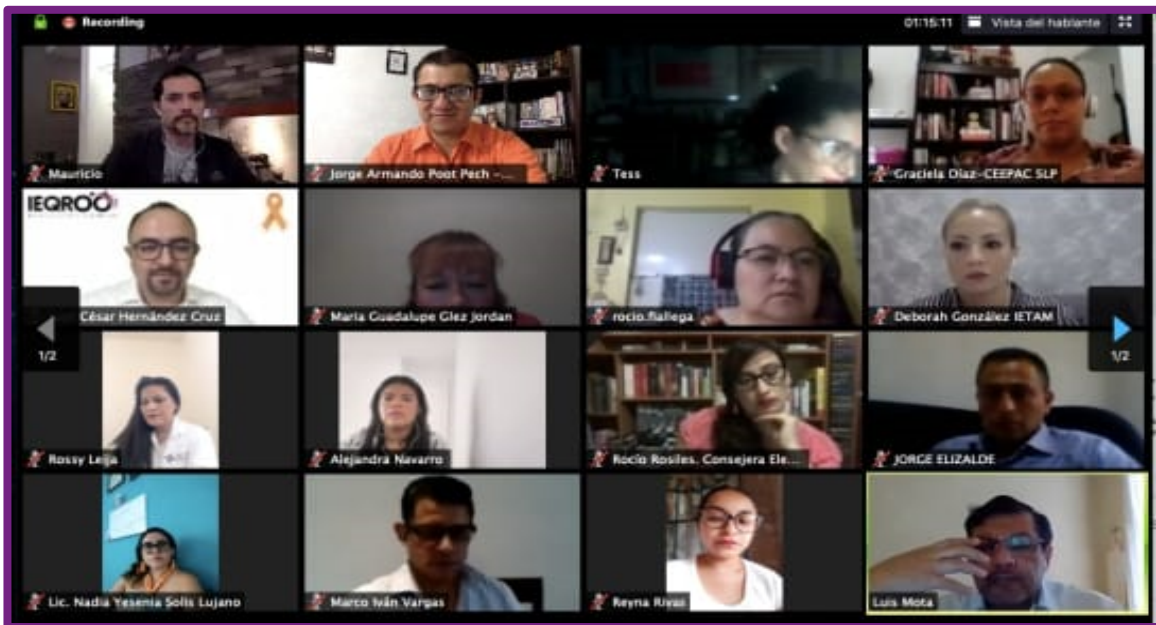 Recording
01:15:11 Vista del hablante
Mauricio
Jorge Armando Poot Pech -...
Tess
Graciela Díaz-CEEPAC SLP
IEQROO
César Hernández Cruz
Maria Guadalupe Glez Jordan
rocio.fiallega
Deborah González IETAM
1/2
1/2
Rossy Leija
Alejandra Navarro
Rocío Rosiles. Consejera Ele...
JORGE ELIZALDE
Lic. Nadia Yesenia Solis Lujano
Marco Iván Vargas
Reyna Rivas
Luis Mota